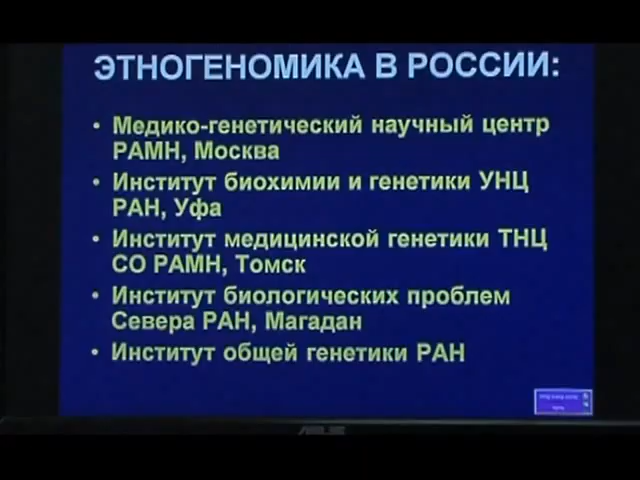 ЭТНОГЕНОМИКА В РОССИИ:
• Медико-генетический научный центр
РАМН, Москва
• Институт биохимии и генетики УНЦ
РАН, Уфа
• Институт медицинской генетики ТНЦ
СО РАМН, Томск
• Институт биологических проблем
Севера РАН, Магадан
• Институт общей генетики РАН